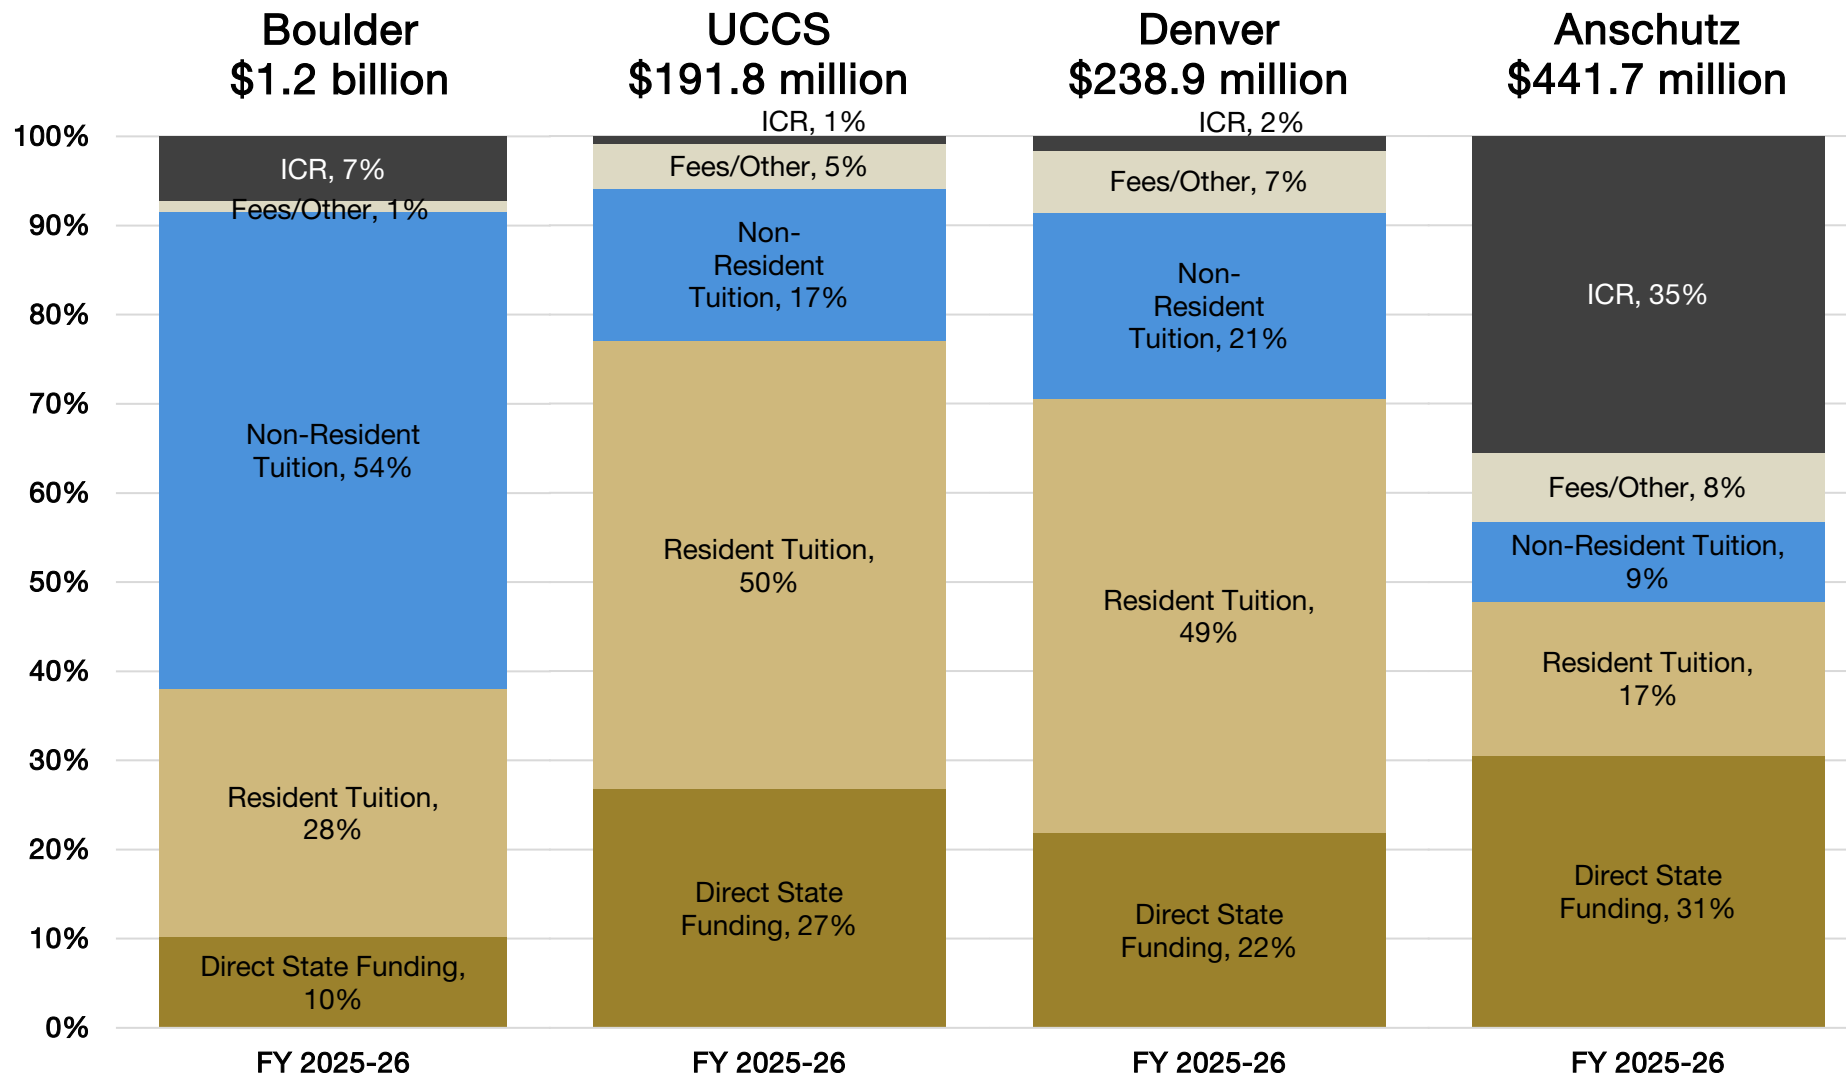 Boulder
$1.2 billion
UCCS
$191.8 million
Denver
$238.9 million
Anschutz
$441.7 million
100%
90%
80%
70%
60%
50%
40%
30%
20%
10%
0%
ICR, 7%
Fees/Other, 1%
Non-Resident
Tuition, 54%
Resident Tuition,
28%
Direct State Funding,
10%
FY 2025-26
ICR, 1%
Fees/Other, 5%
Non-
Resident
Tuition, 17%
Resident Tuition,
50%
Direct State
Funding, 27%
FY 2025-26
ICR, 2%
Fees/Other, 7%
Non-
Resident
Tuition, 21%
Resident Tuition,
49%
Direct State
Funding, 22%
FY 2025-26
ICR, 35%
Fees/Other, 8%
Non-Resident Tuition,
9%
Resident Tuition,
17%
Direct State
Funding, 31%
FY 2025-26